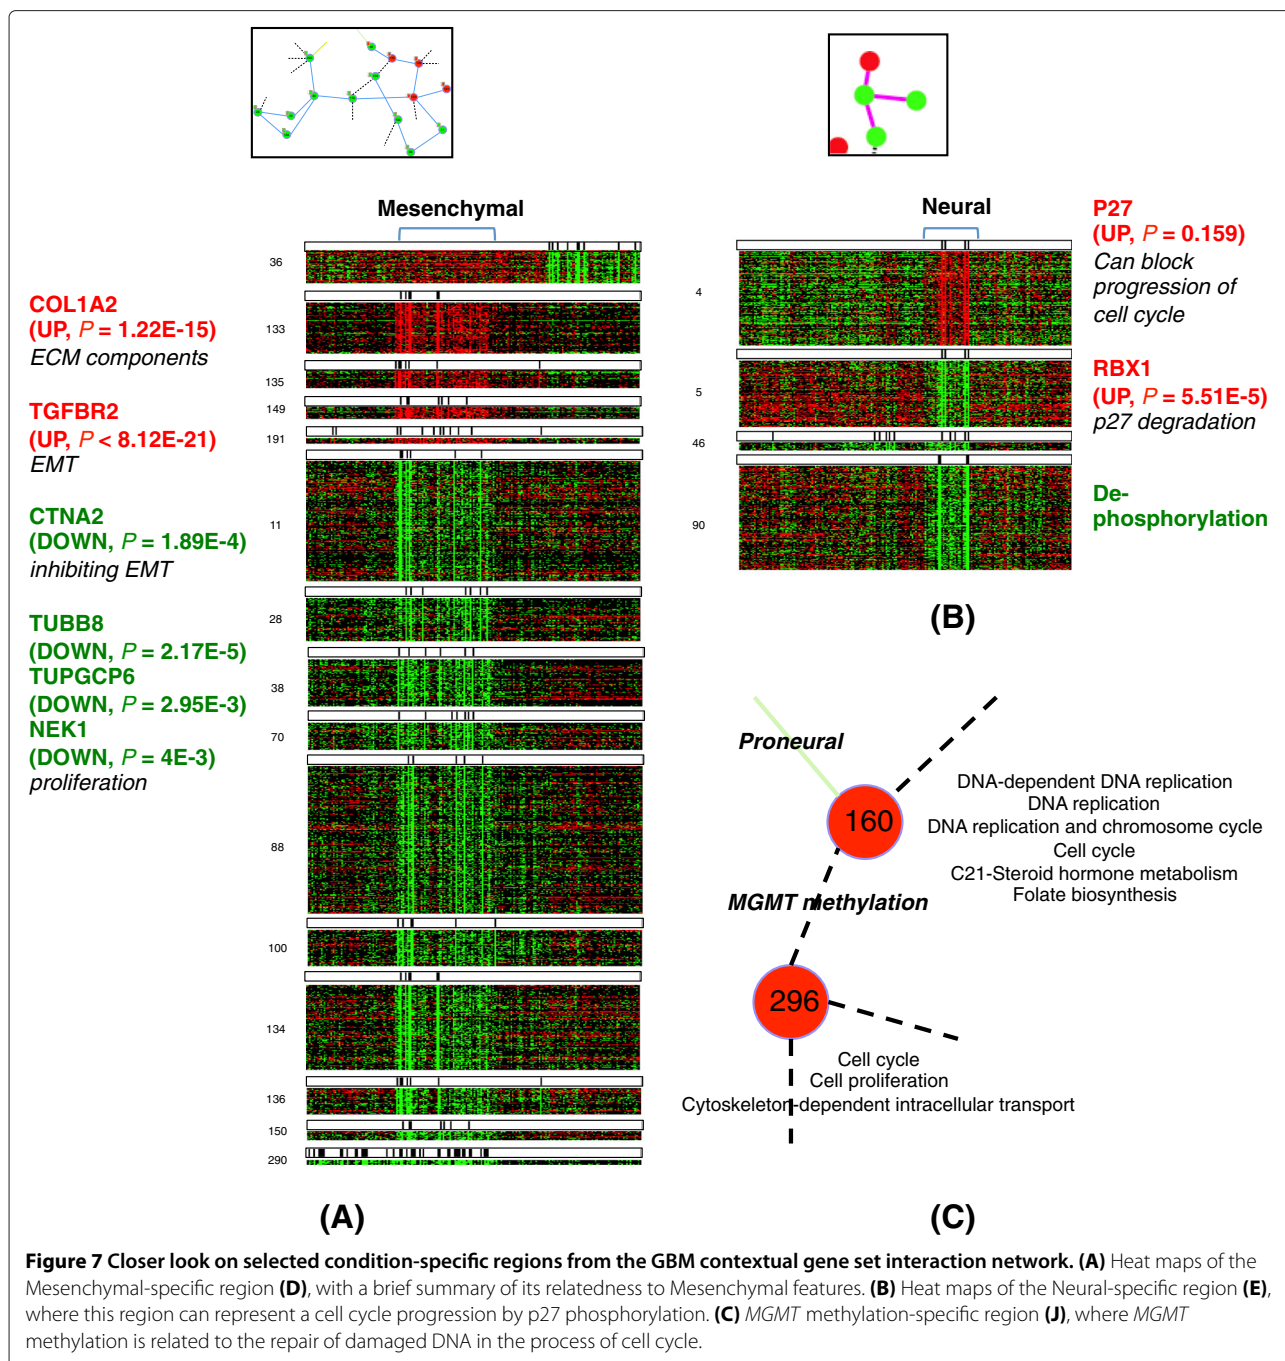 Mesenchymal
36
133
135
149
191
11
28
38
70
88
100
134
136
150
290
COL1A2
(UP, P = 1.22E-15)
ECM components
TGFBR2
(UP, P < 8.12E-21)
EMT
CTNA2
(DOWN, P = 1.89E-4)
inhibiting EMT
TUBB8
(DOWN, P = 2.17E-5)
TUPGCP6
(DOWN, P = 2.95E-3)
NEK1
(DOWN, P = 4E-3)
proliferation
(A)
Neural
4
5
46
90
P27
(UP, P = 0.159)
Can block
progression of
cell cycle
RBX1
(UP, P = 5.51E-5)
p27 degradation
De-
phosphorylation
(B)
Proneural
160
DNA-dependent DNA replication
DNA replication
DNA replication and chromosome cycle
Cell cycle
C21-Steroid hormone metabolism
Folate biosynthesis
MGMT methylation
296
Cell cycle
Cell proliferation
Cytoskeleton-dependent intracellular transport
(C)
Figure 7 Closer look on selected condition-specific regions from the GBM contextual gene set interaction network. (A) Heat maps of the
Mesenchymal-specific region (D), with a brief summary of its relatedness to Mesenchymal features. (B) Heat maps of the Neural-specific region (E),
where this region can represent a cell cycle progression by p27 phosphorylation. (C) MGMT methylation-specific region (J), where MGMT
methylation is related to the repair of damaged DNA in the process of cell cycle.